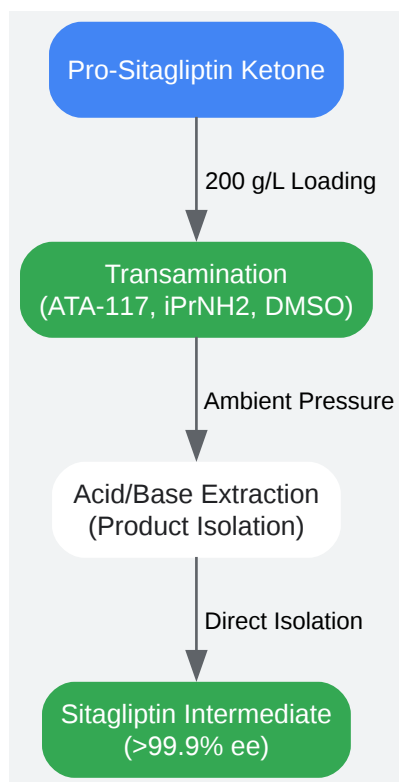 Pro-Sitagliptin Ketone
200 g/L Loading
Transamination
(ATA-117, iPrNH2, DMSO)
Ambient Pressure
Acid/Base Extraction
(Product Isolation)
Direct Isolation
Sitagliptin Intermediate
(>99.9% ee)